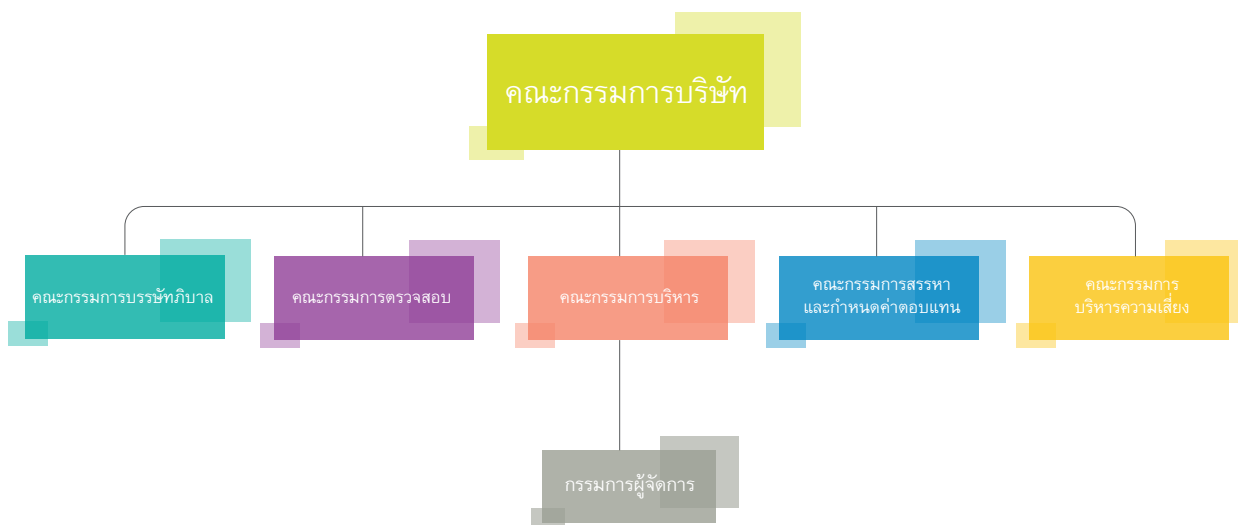 คณะกรรมการบริษัท
คณะกรรมการบรรษัทภิบาล
คณะกรรมการตรวจสอบ
คณะกรรมการบริหาร
คณะกรรมการสรรหา
และกำหนดค่าตอบแทน
คณะกรรมการ
บริหารความเสี่ยง
กรรมการผู้จัดการ